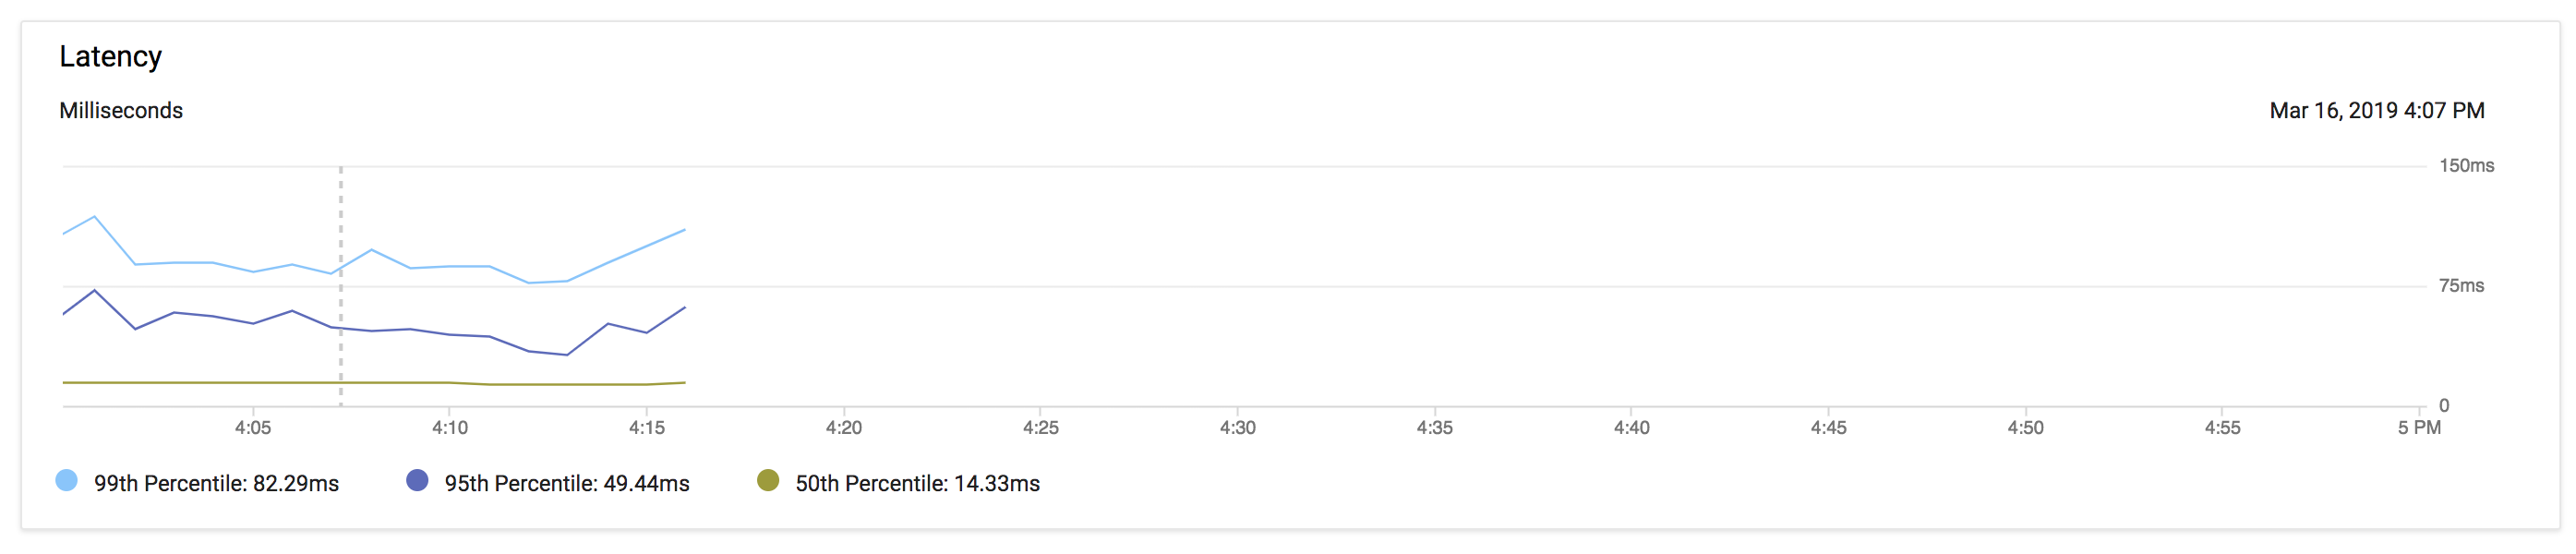 Latency
Milliseconds
Mar 16, 2019 4:07 PM
150ms
75ms
0
4:05 4:10 4:15 4:20 4:25 4:30 4:35 4:40 4:45 4:50 4:55 5 PM
99th Percentile: 82.29ms 95th Percentile: 49.44ms 50th Percentile: 14.33ms